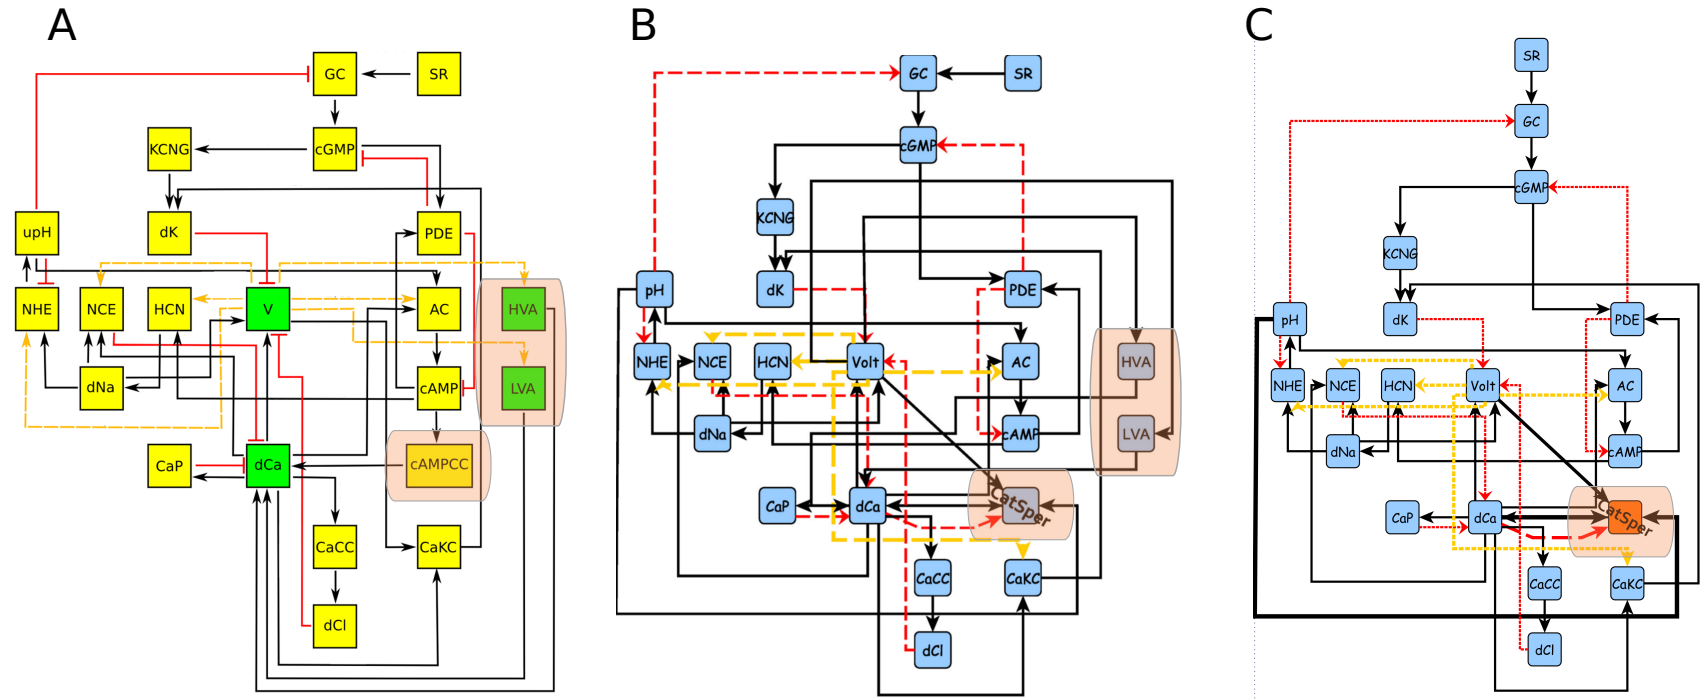 A
GC
SR
KCNG
cGMP
upH
dK
PDE
NHE
NCE
HCN
V
AC
HVA
dNa
cAMP
LVA
CaP
dCa
cAMPCC
CaCC
CaKC
dCl
B
GC
SR
cGMP
KCNG
pH
dK
PDE
NHE
NCE
HCN
Volt
AC
HVA
dNa
cAMP
LVA
CaP
dCa
CatSper
CaCC
CaKC
dCl
C
SR
GC
cGMP
KCNG
pH
dK
PDE
NHE
NCE
HCN
Volt
AC
dNa
cAMP
CaP
dCa
CatSper
CaCC
CaKC
dCl